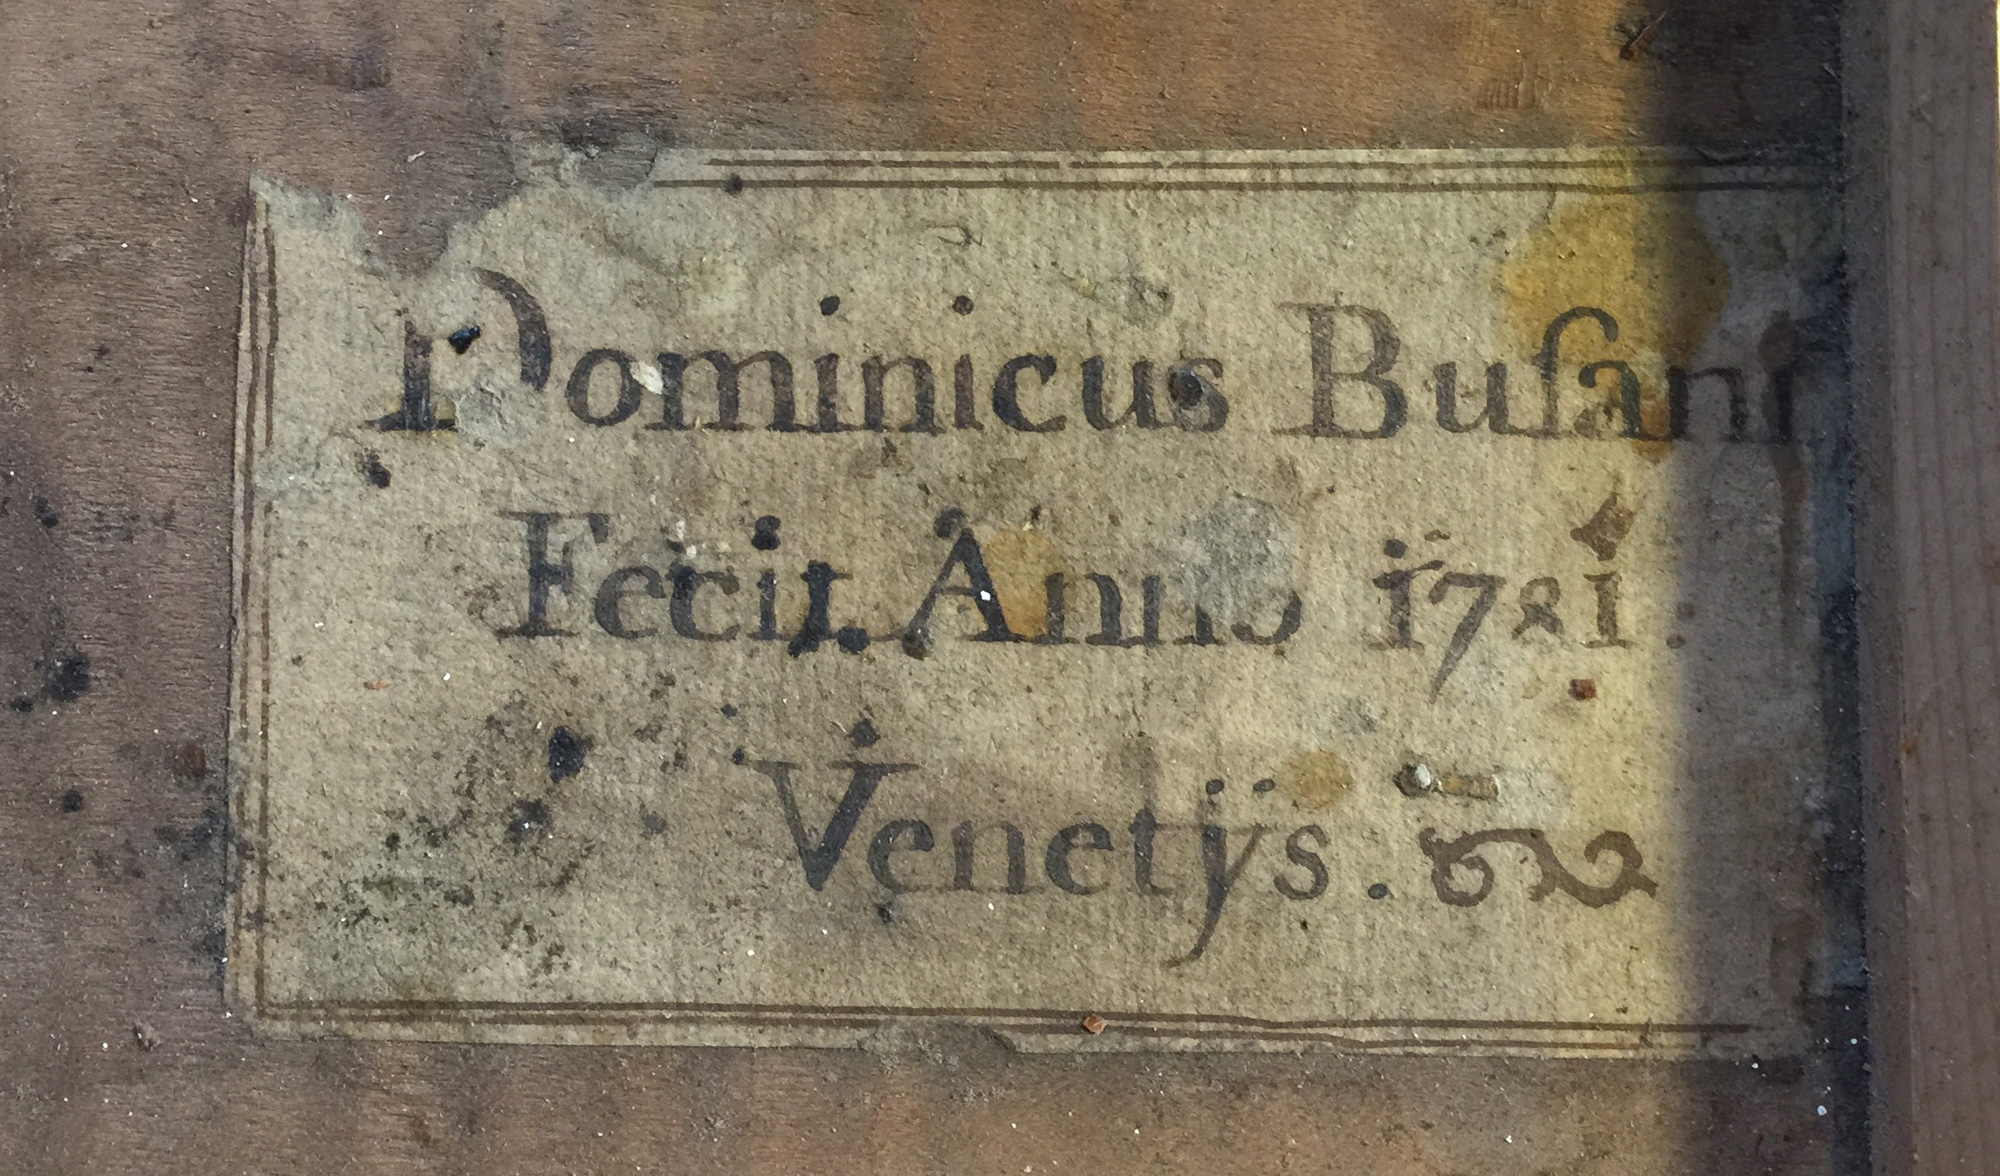 Dominicus Buſan
Fecit Anno 1781.
Venetÿs.